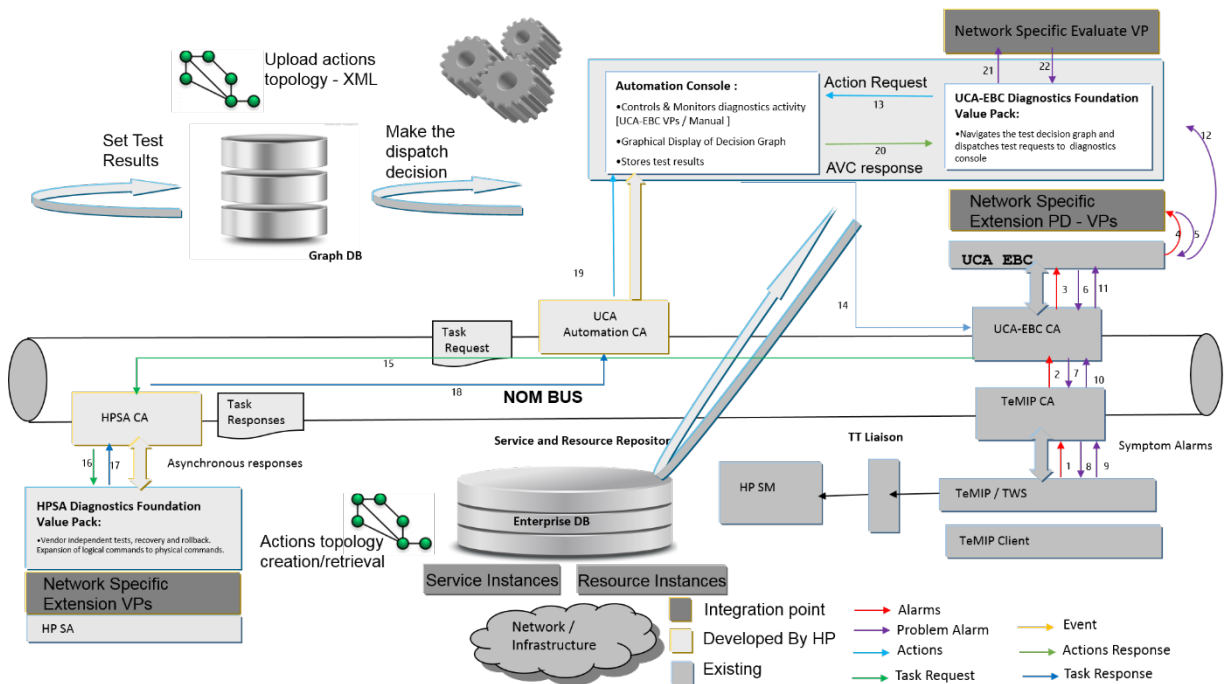 Network Specific Evaluate VP
Upload actions
topology - XML
21
22
Automation Console :
•Controls & Monitors diagnostics activity
[UCA-EBC VPs / Manual ]
•Graphical Display of Decision Graph
•Stores test results
Action Request
13
20
AVC response
UCA-EBC Diagnostics Foundation
Value Pack:
•Navigates the test decision graph and
dispatches test requests to diagnostics
console
12
Set Test
Results
Make the
dispatch
decision
Graph DB
Network Specific
Extension PD - VPs
4
5
UCA EBC
19
14
3
6
11
UCA
Automation CA
UCA-EBC CA
Task
Request
15
18
NOM BUS
2
7
10
HPSA CA
Task
Responses
TeMIP CA
16
17
Asynchronous responses
Service and Resource Repository
TT Liaison
1
8
9
Symptom Alarms
HPSA Diagnostics Foundation
Value Pack:
•Vendor independent tests, recovery and rollback.
Expansion of logical commands to physical commands.
Enterprise DB
HP SM
TeMIP / TWS
TeMIP Client
Actions topology
creation/retrieval
Network Specific
Extension VPs
HP SA
Service Instances
Resource Instances
Network /
Infrastructure
Integration point
Developed By HP
Existing
Alarms
Problem Alarm
Actions
Task Request
Event
Actions Response
Task Response